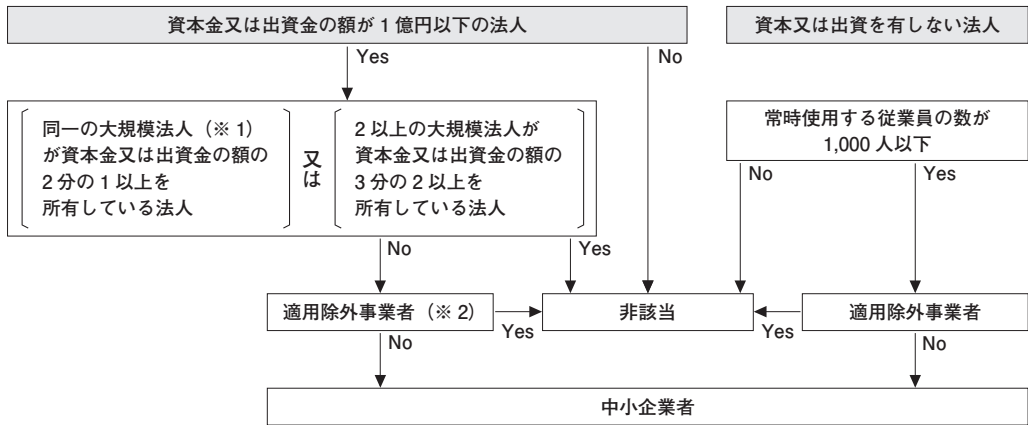 資本金又は出資金の額が1億円以下の法人
資本又は出資を有しない法人
Yes
No
同一の大規模法人（※1）
が資本金又は出資金の額の
2分の1以上を
所有している法人
又は
2以上の大規模法人が
資本金又は出資金の額の
3分の2以上を
所有している法人
常時使用する従業員の数が
1,000人以下
No
Yes
No
Yes
適用除外事業者（※2）
Yes
非該当
Yes
適用除外事業者
No
No
中小企業者